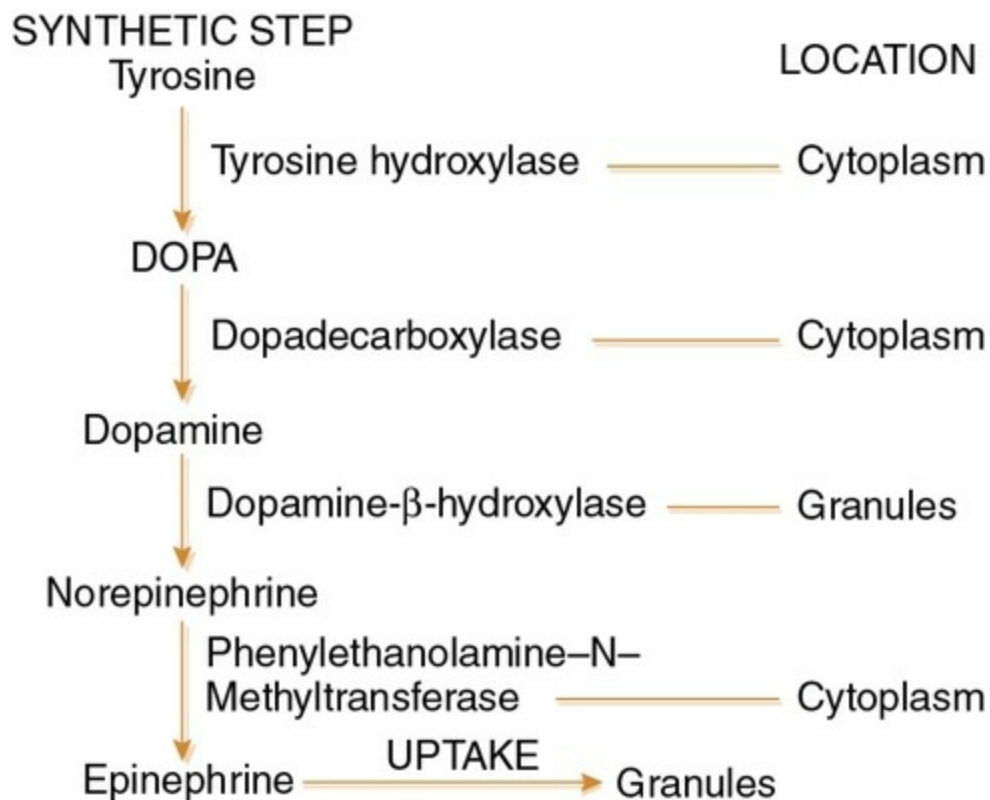 SYNTHETIC STEP
LOCATION
Tyrosine
Tyrosine hydroxylase
Cytoplasm
DOPA
Dopadecarboxylase
Cytoplasm
Dopamine
Dopamine-β-hydroxylase
Granules
Norepinephrine
Phenylethanolamine–N–
Methyltransferase
Cytoplasm
UPTAKE
Epinephrine
Granules